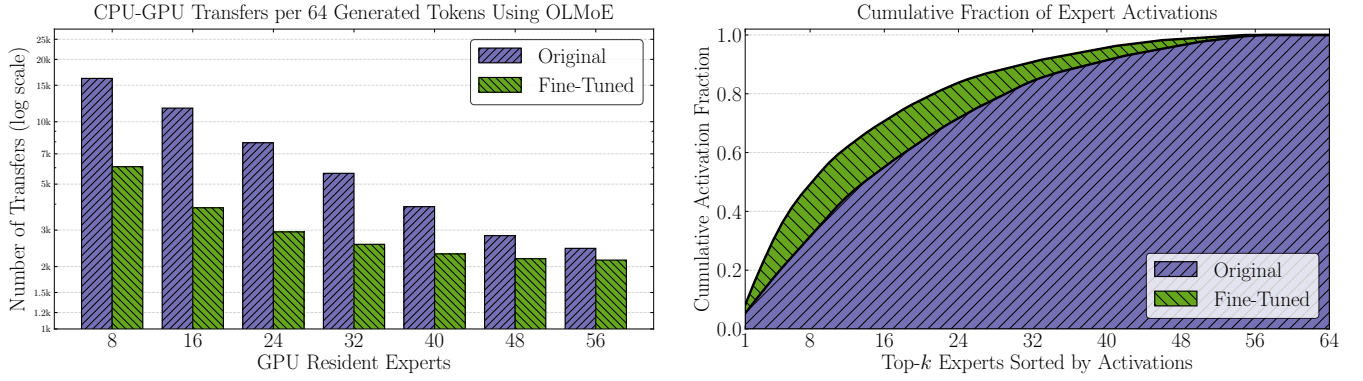 CPU-GPU Transfers per 64 Generated Tokens Using OLMoE
Number of Transfers (log scale)
25k
20k
15k
10k
7k
5k
3k
2k
1.5k
1.2k
1k
Original
Fine-Tuned
8 16 24 32 40 48 56
GPU Resident Experts
Cumulative Fraction of Expert Activations
Cumulative Activation Fraction
1.0
0.8
0.6
0.4
0.2
0.0
Original
Fine-Tuned
1 8 16 24 32 40 48 56 64
Top-k Experts Sorted by Activations